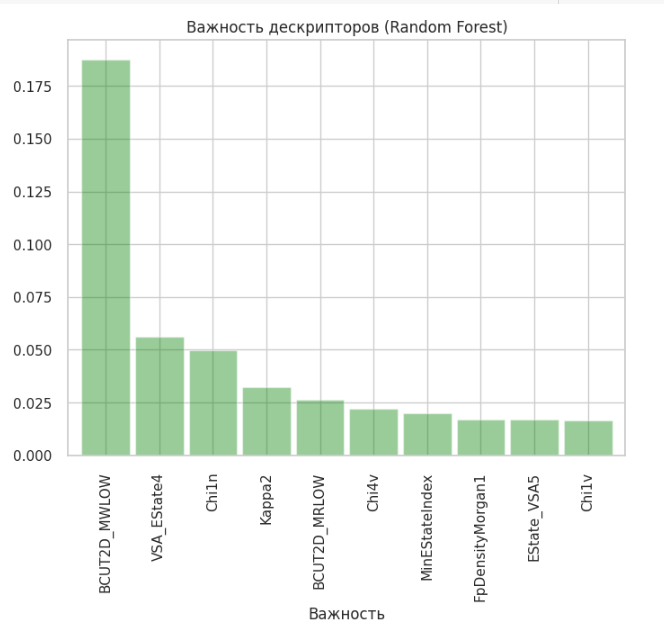 Важность дескрипторов (Random Forest)
0.175
0.150
0.125
0.100
0.075
0.050
0.025
0.000
BCUT2D_MWLOW
VSA_EState4
Chi1n
Kappa2
BCUT2D_MRLOW
Chi4v
MinEStateIndex
FpDensityMorgan1
EState_VSA5
Chi1v
Важность